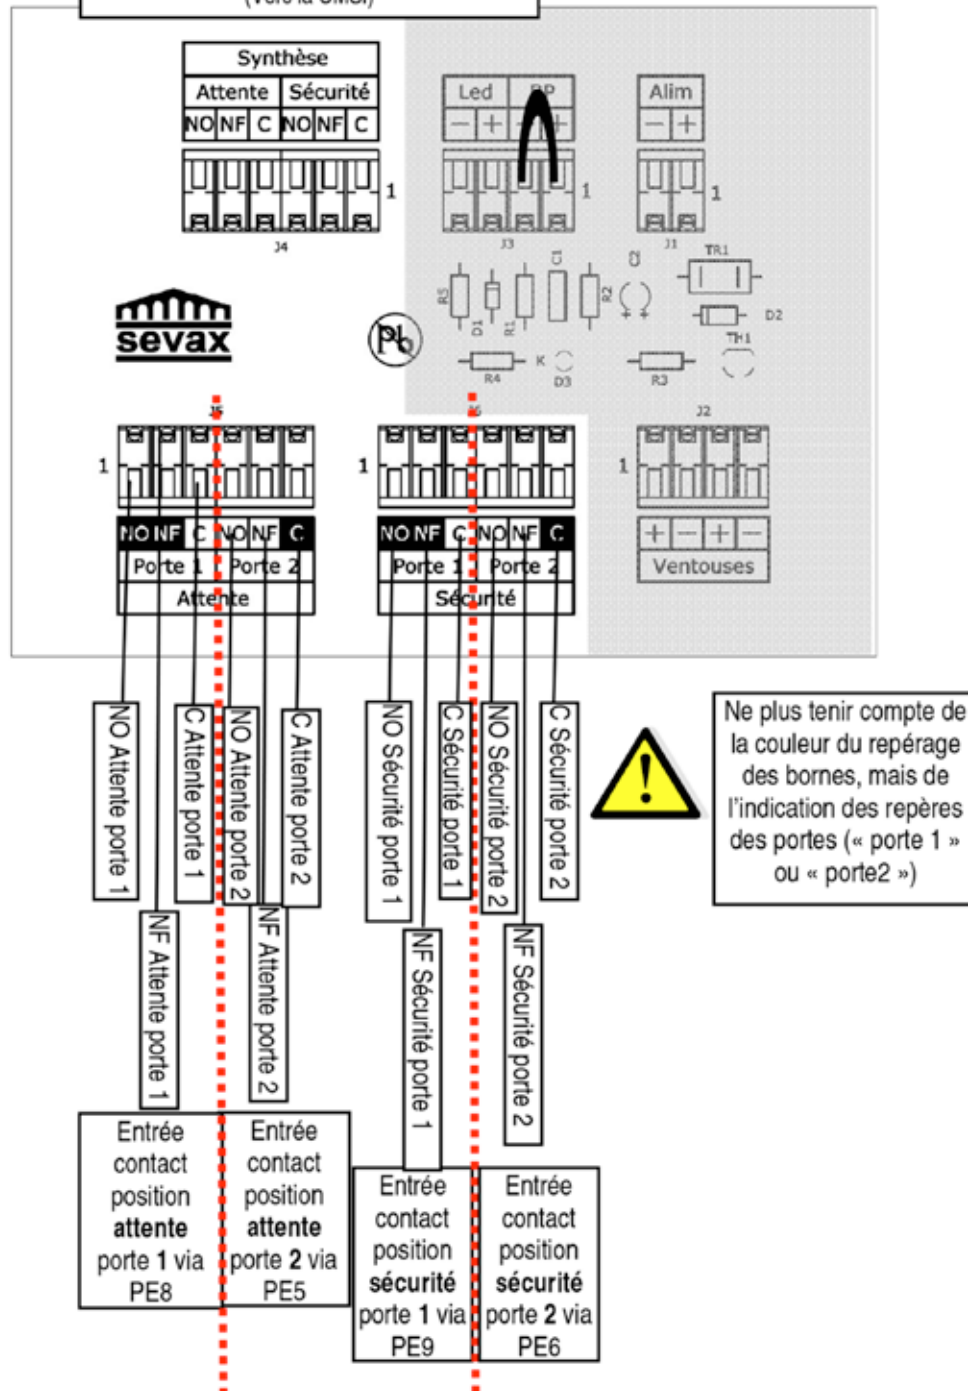 (Vers la CMSI)
Synthèse
Attente Sécurité
NO NF C NO NF C
1
J4
Led BP
− + − +
1
J3
Alim
− +
1
J1
sevax
Pb
R5
D1
R1
C1
R2
C2
TR1
D2
R4
K
D3
R3
TH1
J5
1
NO NF C NO NF C
Porte 1 Porte 2
Attente
J6
1
NO NF C NO NF C
Porte 1 Porte 2
Sécurité
J2
1
+ − + −
Ventouses
NO Attente porte 1
NF Attente porte 1
C Attente porte 1
NO Attente porte 2
NF Attente porte 2
C Attente porte 2
NO Sécurité porte 1
NF Sécurité porte 1
C Sécurité porte 1
NO Sécurité porte 2
NF Sécurité porte 2
C Sécurité porte 2
!
Ne plus tenir compte de
la couleur du repérage
des bornes, mais de
l'indication des repères
des portes (« porte 1 »
ou « porte2 »)
Entrée
contact
position
attente
porte 1 via
PE8
Entrée
contact
position
attente
porte 2 via
PE5
Entrée
contact
position
sécurité
porte 1 via
PE9
Entrée
contact
position
sécurité
porte 2 via
PE6